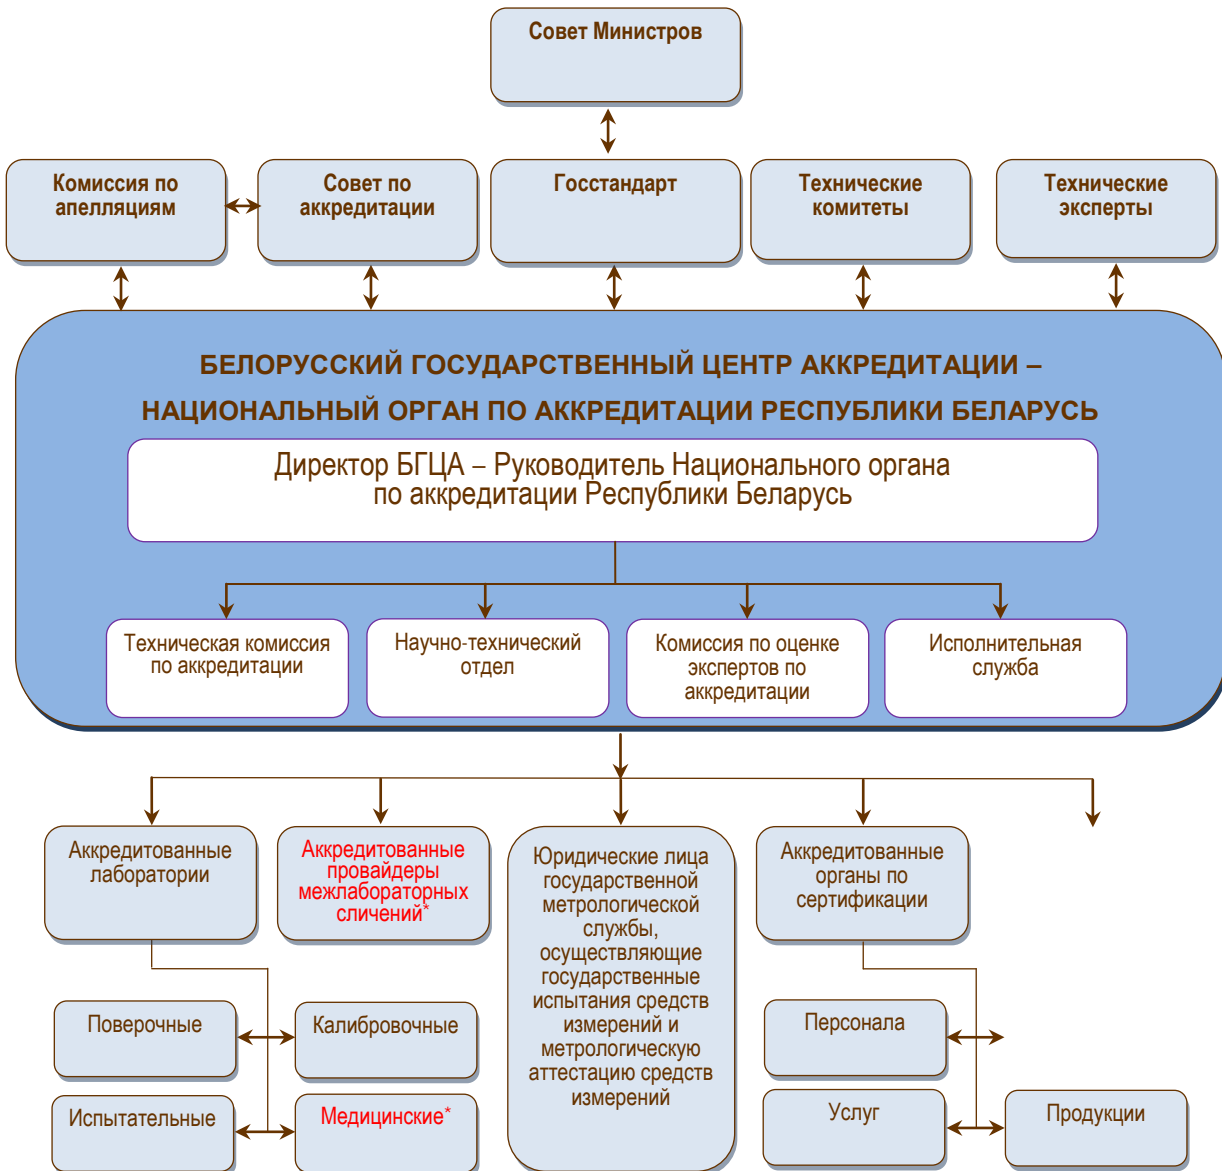 Совет Министров
Комиссия по
апелляциям
Совет по
аккредитации
Госстандарт
Технические
комитеты
Технические
эксперты
БЕЛОРУССКИЙ ГОСУДАРСТВЕННЫЙ ЦЕНТР АККРЕДИТАЦИИ –
НАЦИОНАЛЬНЫЙ ОРГАН ПО АККРЕДИТАЦИИ РЕСПУБЛИКИ БЕЛАРУСЬ
Директор БГЦА – Руководитель Национального органа
по аккредитации Республики Беларусь
Техническая комиссия
по аккредитации
Научно-технический
отдел
Комиссия по оценке
экспертов по
аккредитации
Исполнительная
служба
Аккредитованные
лаборатории
Аккредитованные
провайдеры
межлабораторных
сличений*
Юридические лица
государственной
метрологической
службы,
осуществляющие
государственные
испытания средств
измерений и
метрологическую
аттестацию средств
измерений
Аккредитованные
органы по
сертификации
Поверочные
Калибровочные
Персонала
Испытательные
Медицинские*
Услуг
Продукции